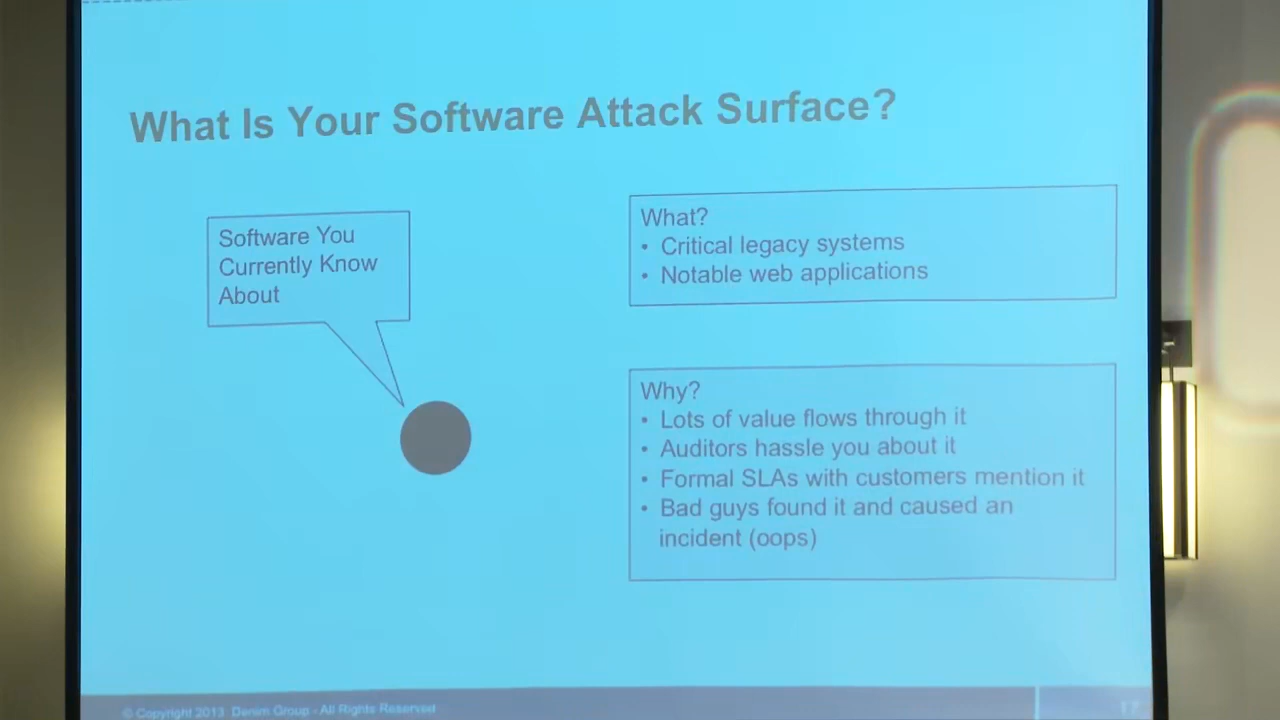 What Is Your Software Attack Surface?
Software You
Currently Know
About
What?
• Critical legacy systems
• Notable web applications
Why?
• Lots of value flows through it
• Auditors hassle you about it
• Formal SLAs with customers mention it
• Bad guys found it and caused an
incident (oops)
© Copyright 2013 Denim Group - All Rights Reserved